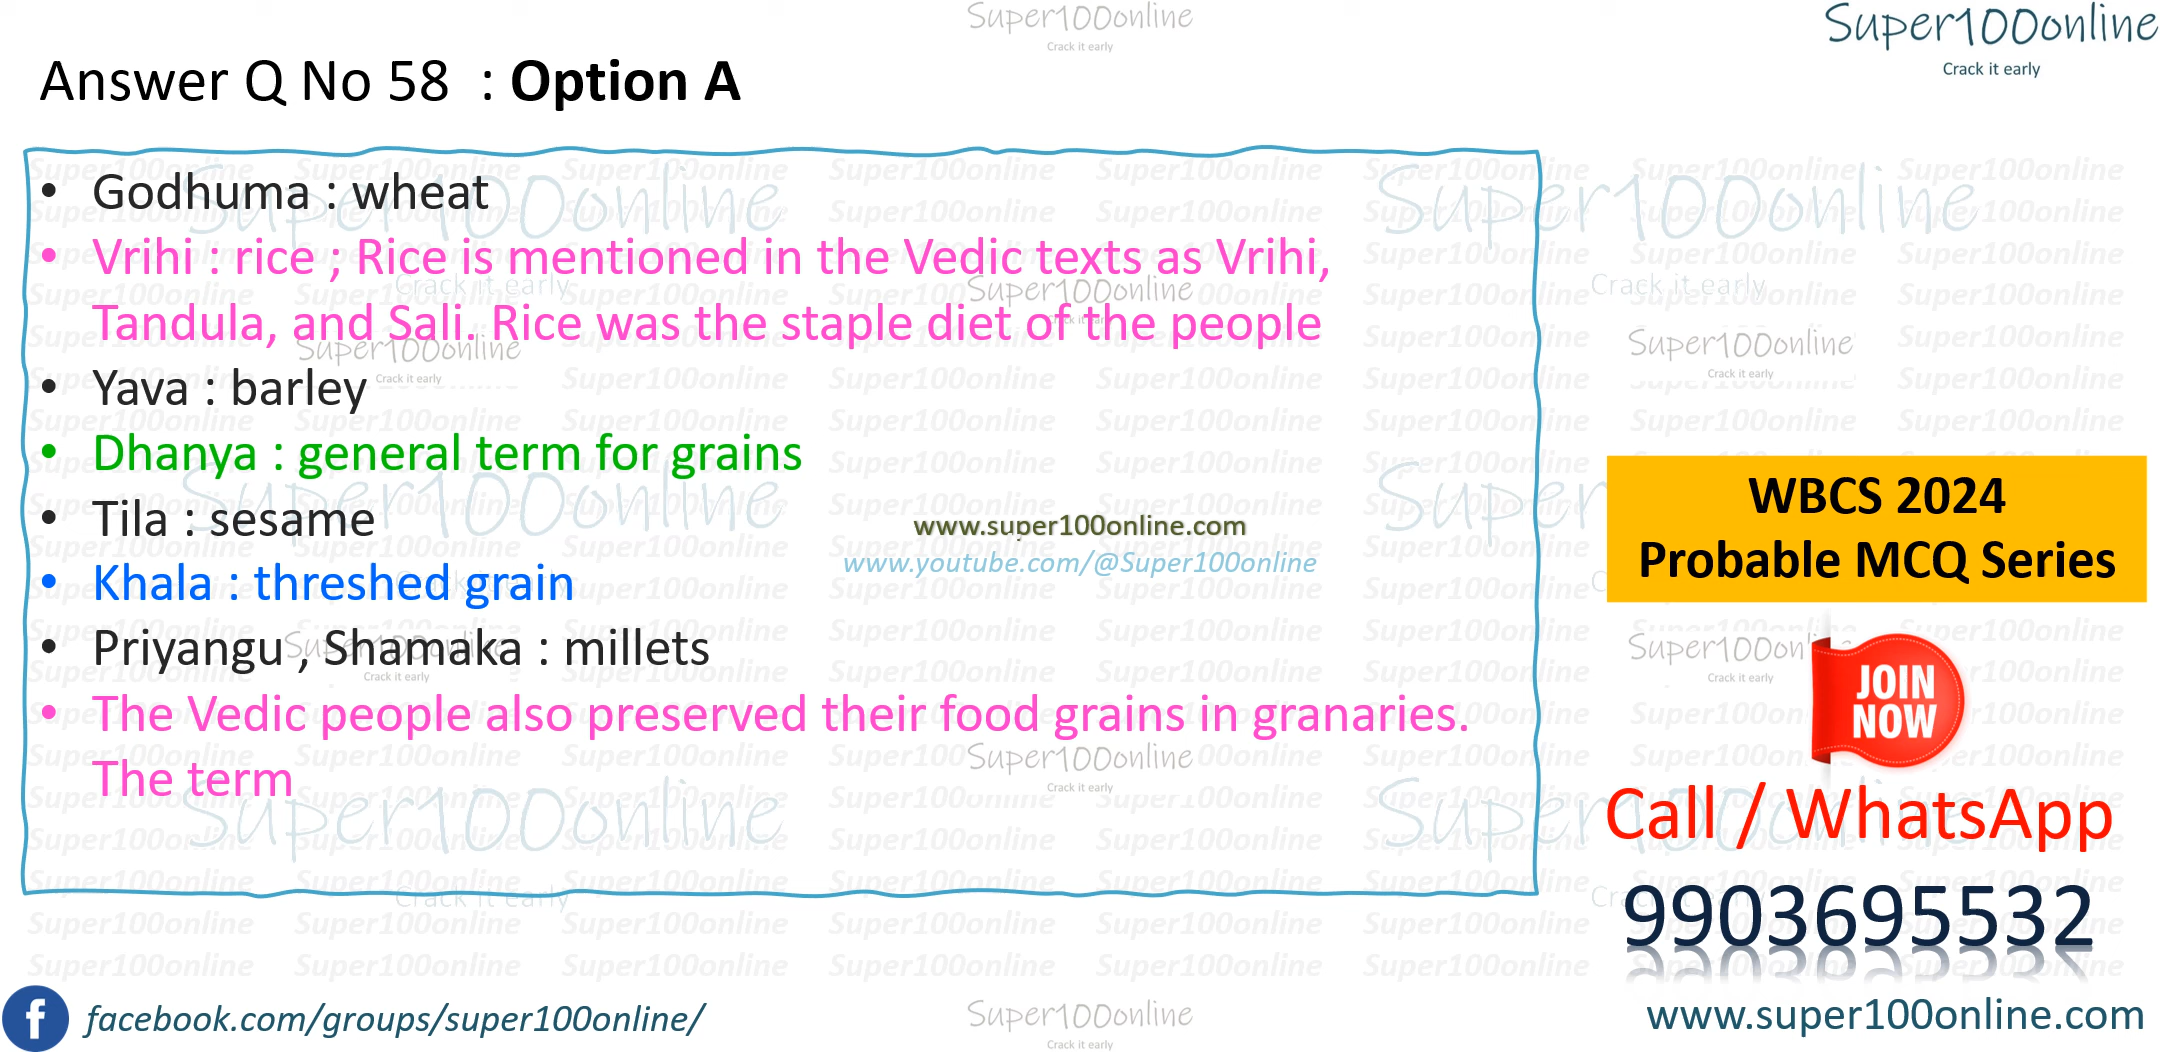 Super100online
Crack it early
Super100online
Crack it early
Answer Q No 58 : Option A
• Godhuma : wheat
• Vrihi : rice ; Rice is mentioned in the Vedic texts as Vrihi,
Tandula, and Sali. Rice was the staple diet of the people
• Yava : barley
• Dhanya : general term for grains
• Tila : sesame
• Khala : threshed grain
• Priyangu , Shamaka : millets
• The Vedic people also preserved their food grains in granaries.
The term
www.super100online.com
www.youtube.com/@Super100online
WBCS 2024
Probable MCQ Series
JOIN
NOW
Call / WhatsApp
9903695532
www.super100online.com
f facebook.com/groups/super100online/
Super100online
Crack it early